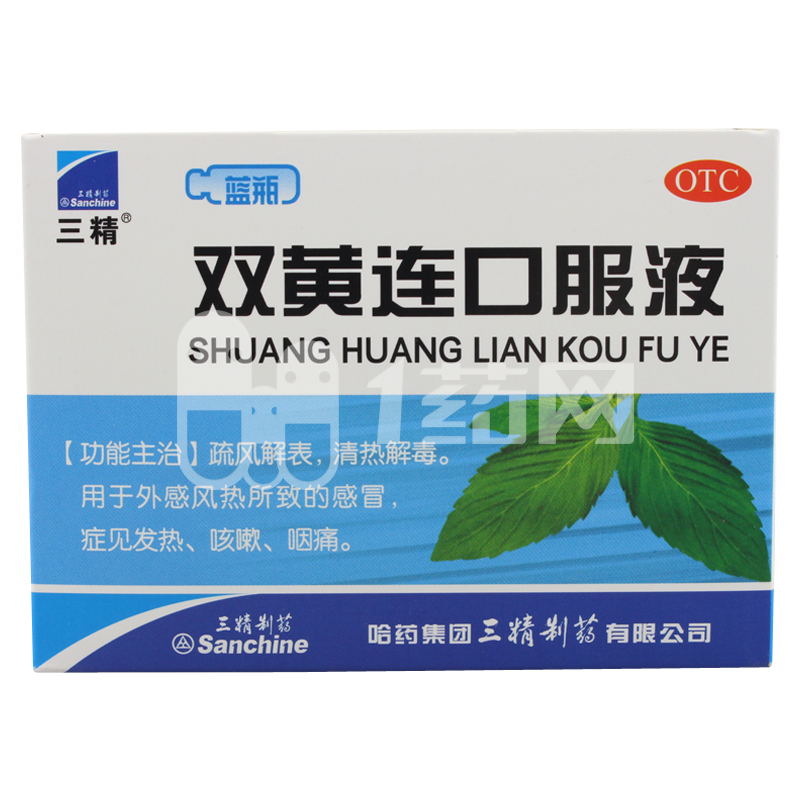 三精制药
Sanchine
三精®
蓝瓶
OTC
双黄连口服液
SHUANG HUANG LIAN KOU FU YE
1药网
【功能主治】疏风解表，清热解毒。
用于外感风热所致的感冒，
症见发热、咳嗽、咽痛。
三精制药
Sanchine
哈药集团三精制药有限公司